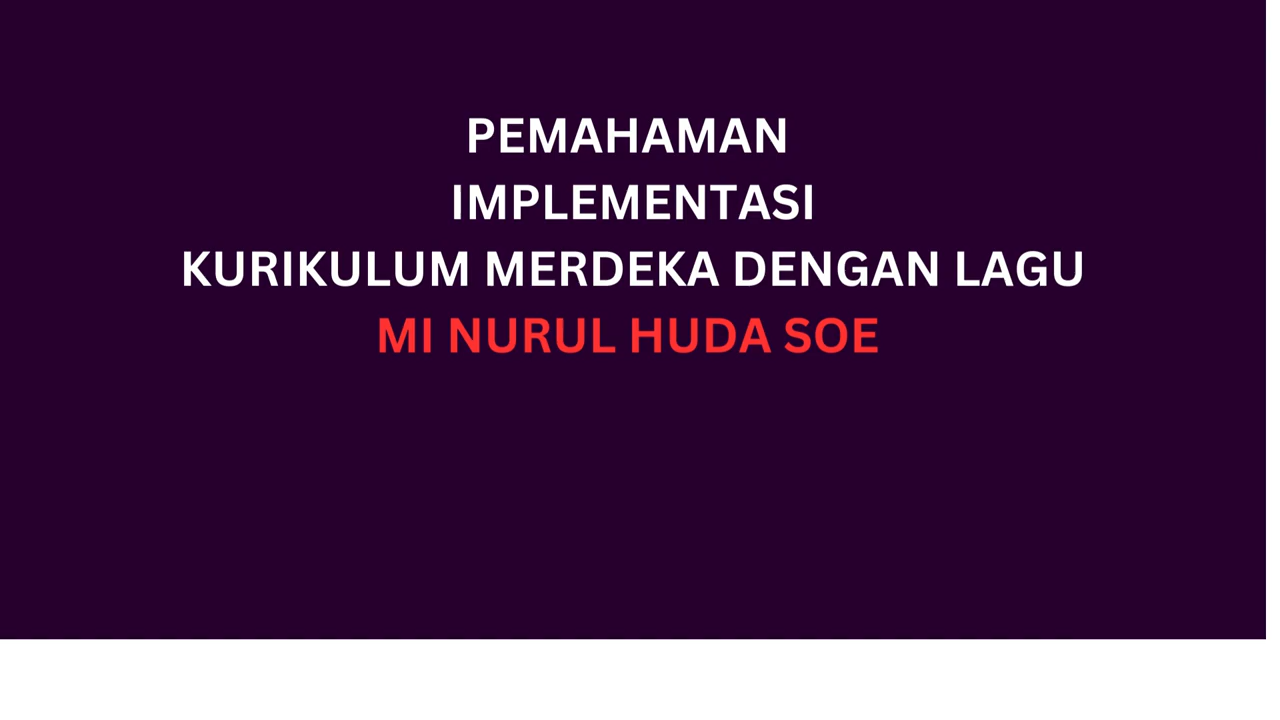 PEMAHAMAN
IMPLEMENTASI
KURIKULUM MERDEKA DENGAN LAGU
MI NURUL HUDA SOE